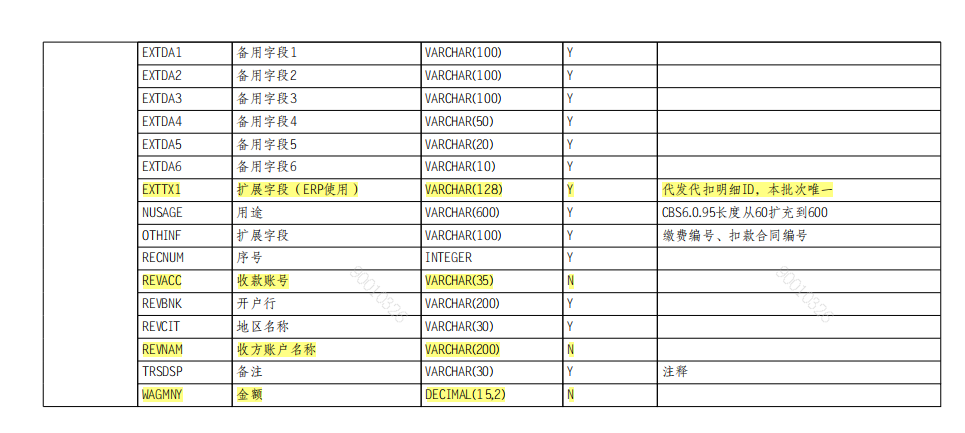 EXTDA1 备用字段1 VARCHAR(100) Y
EXTDA2 备用字段2 VARCHAR(100) Y
EXTDA3 备用字段3 VARCHAR(100) Y
EXTDA4 备用字段4 VARCHAR(50) Y
EXTDA5 备用字段5 VARCHAR(20) Y
EXTDA6 备用字段6 VARCHAR(10) Y
EXTTX1 扩展字段（ERP使用） VARCHAR(128) Y 代发代扣明细ID，本批次唯一
NUSAGE 用途 VARCHAR(600) Y CBS6.0.95长度从60扩充到600
OTHINF 扩展字段 VARCHAR(100) Y 缴费编号、扣款合同编号
RECNUM 序号 INTEGER Y
REVACC 收款账号 VARCHAR(35) N
REVBNK 开户行 VARCHAR(200) Y
REVCIT 地区名称 VARCHAR(30) Y
REVNAM 收方账户名称 VARCHAR(200) N
TRSDSP 备注 VARCHAR(30) Y 注释
WAGMNY 金额 DECIMAL(15,2) N